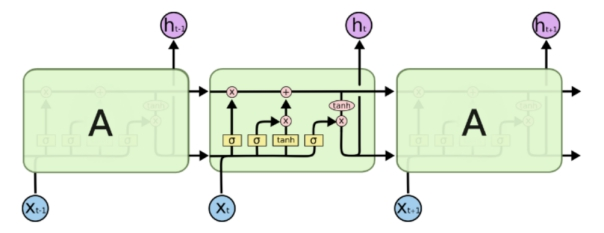 h t-1 h t h t+1
A x + tanh x A
σ σ tanh σ
X t-1 X t X t+1